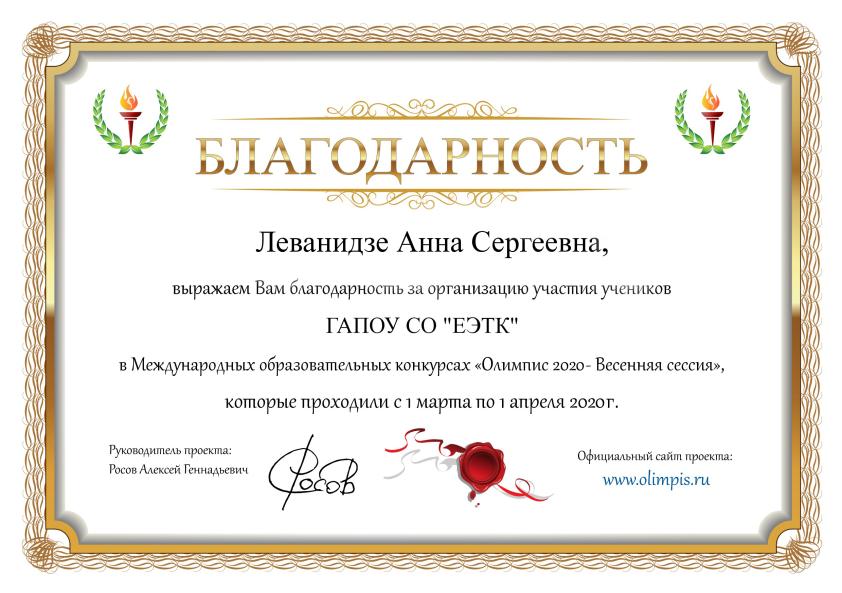 БЛАГОДАРНОСТЬ
Леванидзе Анна Сергеевна,
выражаем Вам благодарность за организацию участия учеников
ГАПОУ СО "ЕЭТК"
в Международных образовательных конкурсах «Олимпис 2020- Весенняя сессия»,
которые проходили с 1 марта по 1 апреля 2020г.
Руководитель проекта:
Росов Алексей Геннадьевич
Росов
Официальный сайт проекта:
www.olimpis.ru